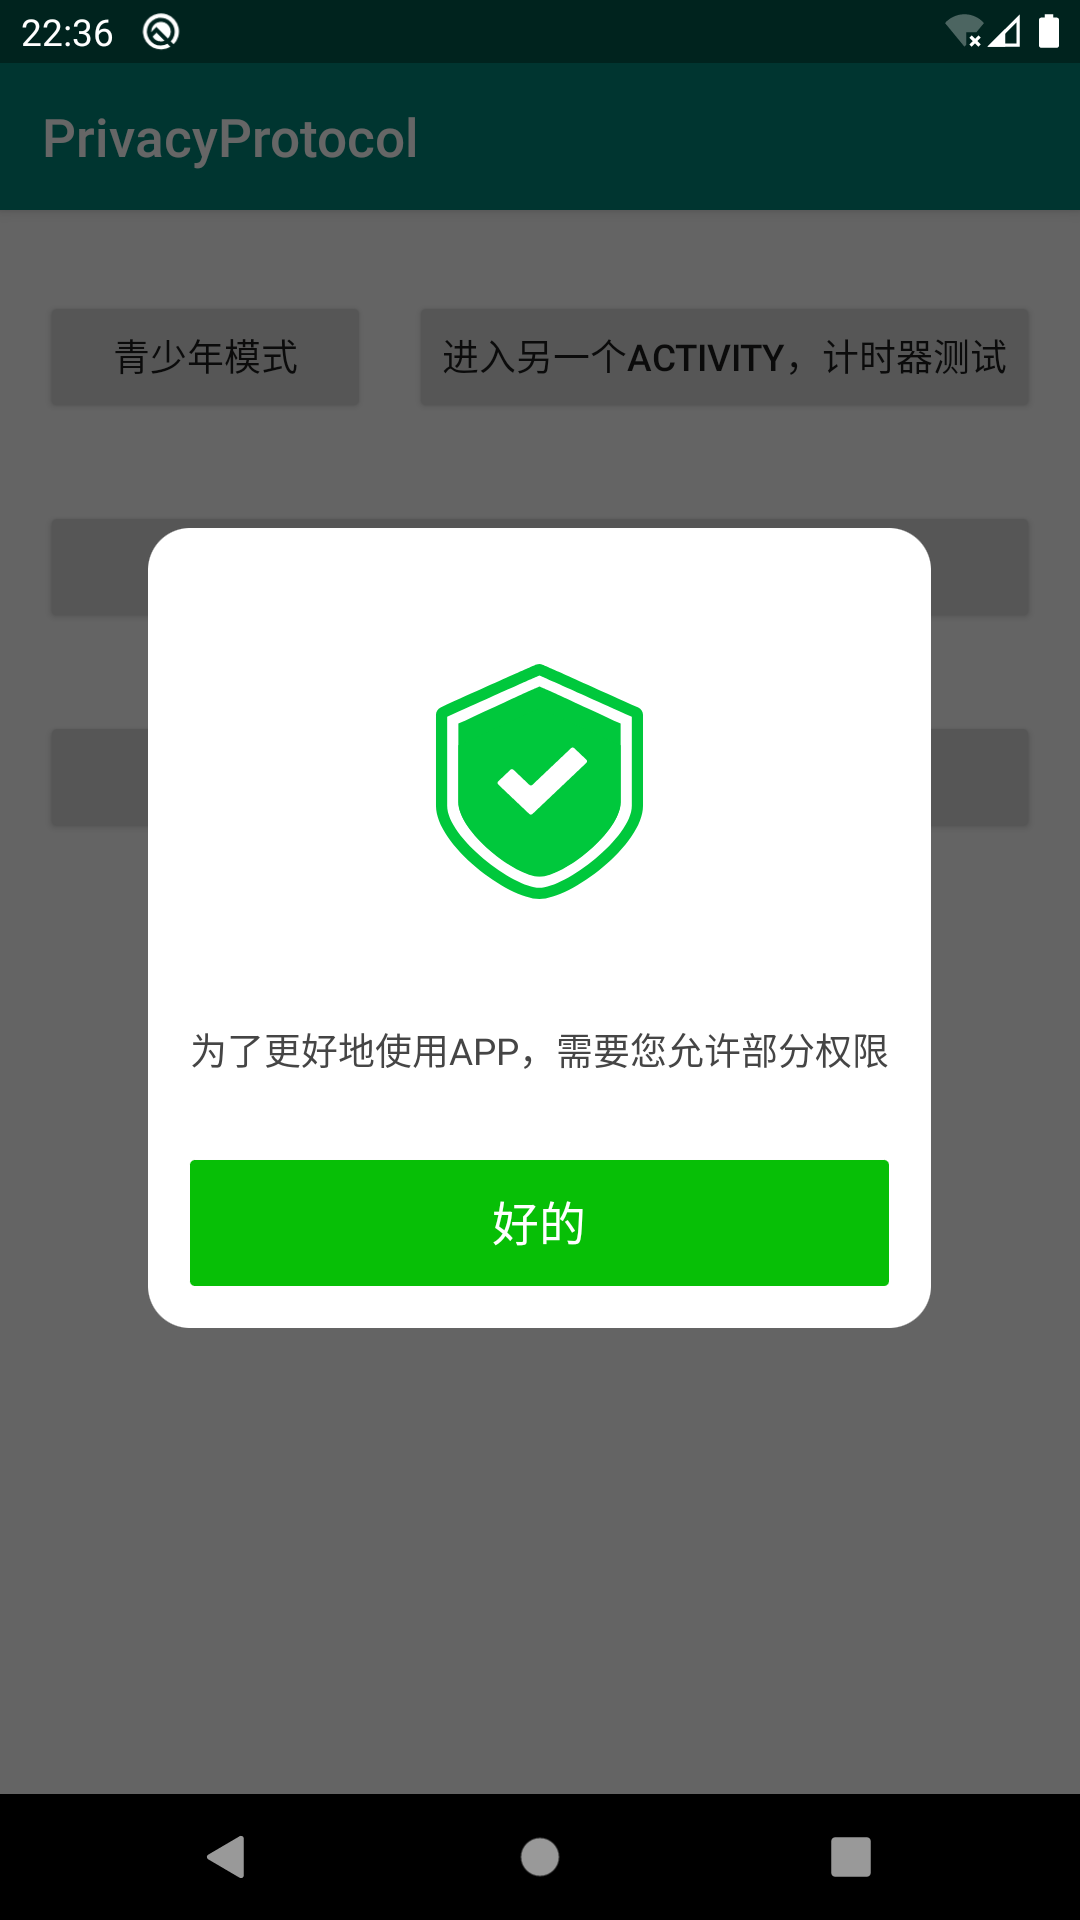 22:36
PrivacyProtocol
青少年模式
进入另一个ACTIVITY，计时器测试
为了更好地使用APP，需要您允许部分权限
好的